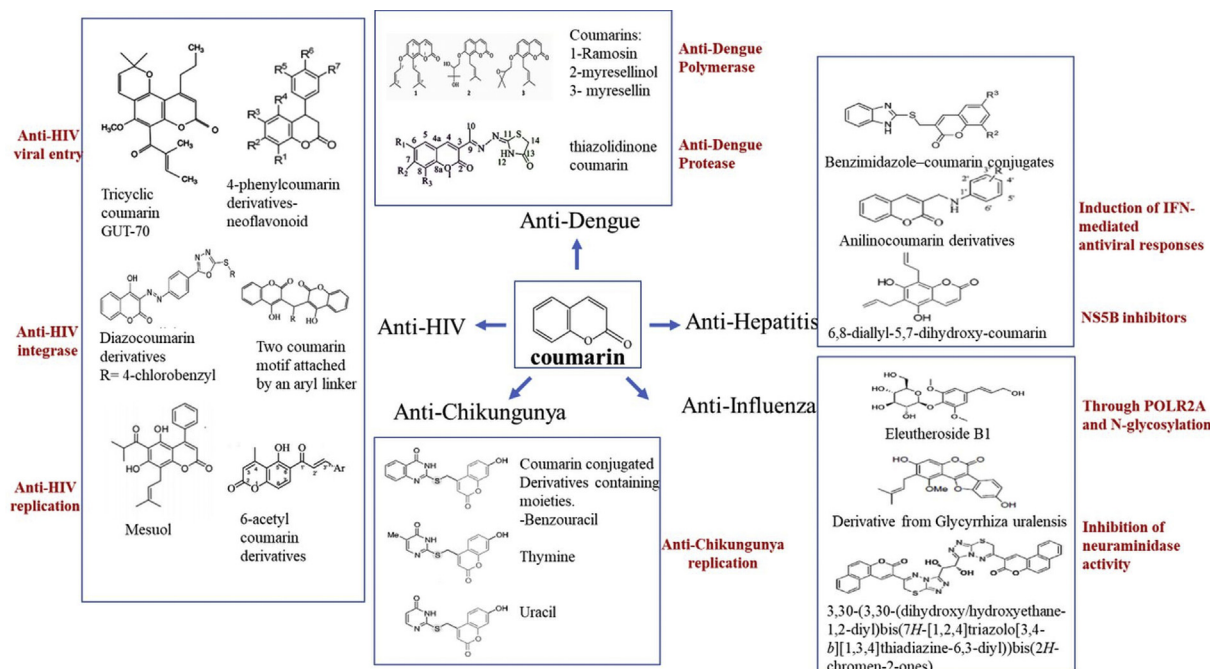 Anti-HIV
viral entry
Tricyclic
coumarin
GUT-70
4-phenylcoumarin
derivatives-
neoflavonoid
Anti-HIV
integrase
Diazocoumarin
derivatives
R= 4-chlorobenzyl
Two coumarin
motif attached
by an aryl linker
Anti-HIV
replication
Mesuol
6-acetyl
coumarin
derivatives
Coumarins:
1-Ramosin
2-myresellinol
3- myresellin
1
2
3
Anti-Dengue
Polymerase
thiazolidinone
coumarin
Anti-Dengue
Protease
Anti-Dengue
Anti-HIV
coumarin
Anti-Hepatitis
Anti-Chikungunya
Anti-Influenza
Coumarin conjugated
Derivatives containing
moieties.
-Benzouracil
Thymine
Uracil
Anti-Chikungunya
replication
Benzimidazole–coumarin conjugates
Anilinocoumarin derivatives
Induction of IFN-
mediated
antiviral responses
6,8-diallyl-5,7-dihydroxy-coumarin
NS5B inhibitors
Eleutheroside B1
Through POLR2A
and N-glycosylation
Derivative from Glycyrrhiza uralensis
Inhibition of
neuraminidase
activity
3,30-(3,30-(dihydroxy/hydroxyethane-
1,2-diyl)bis(7H-[1,2,4]triazolo[3,4-
b][1,3,4]thiadiazine-6,3-diyl))bis(2H-
chromen-2-ones)